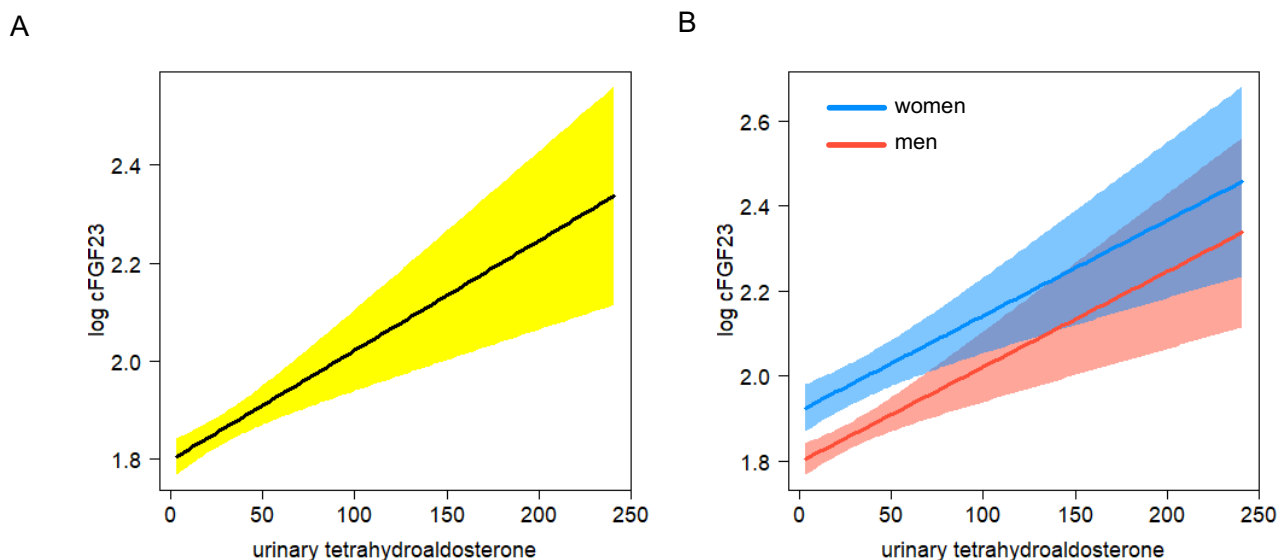 A
B
log cFGF23
2.4
2.2
2.0
1.8
0 50 100 150 200 250
urinary tetrahydroaldosterone
women
men
log cFGF23
2.6
2.4
2.2
2.0
1.8
0 50 100 150 200 250
urinary tetrahydroaldosterone